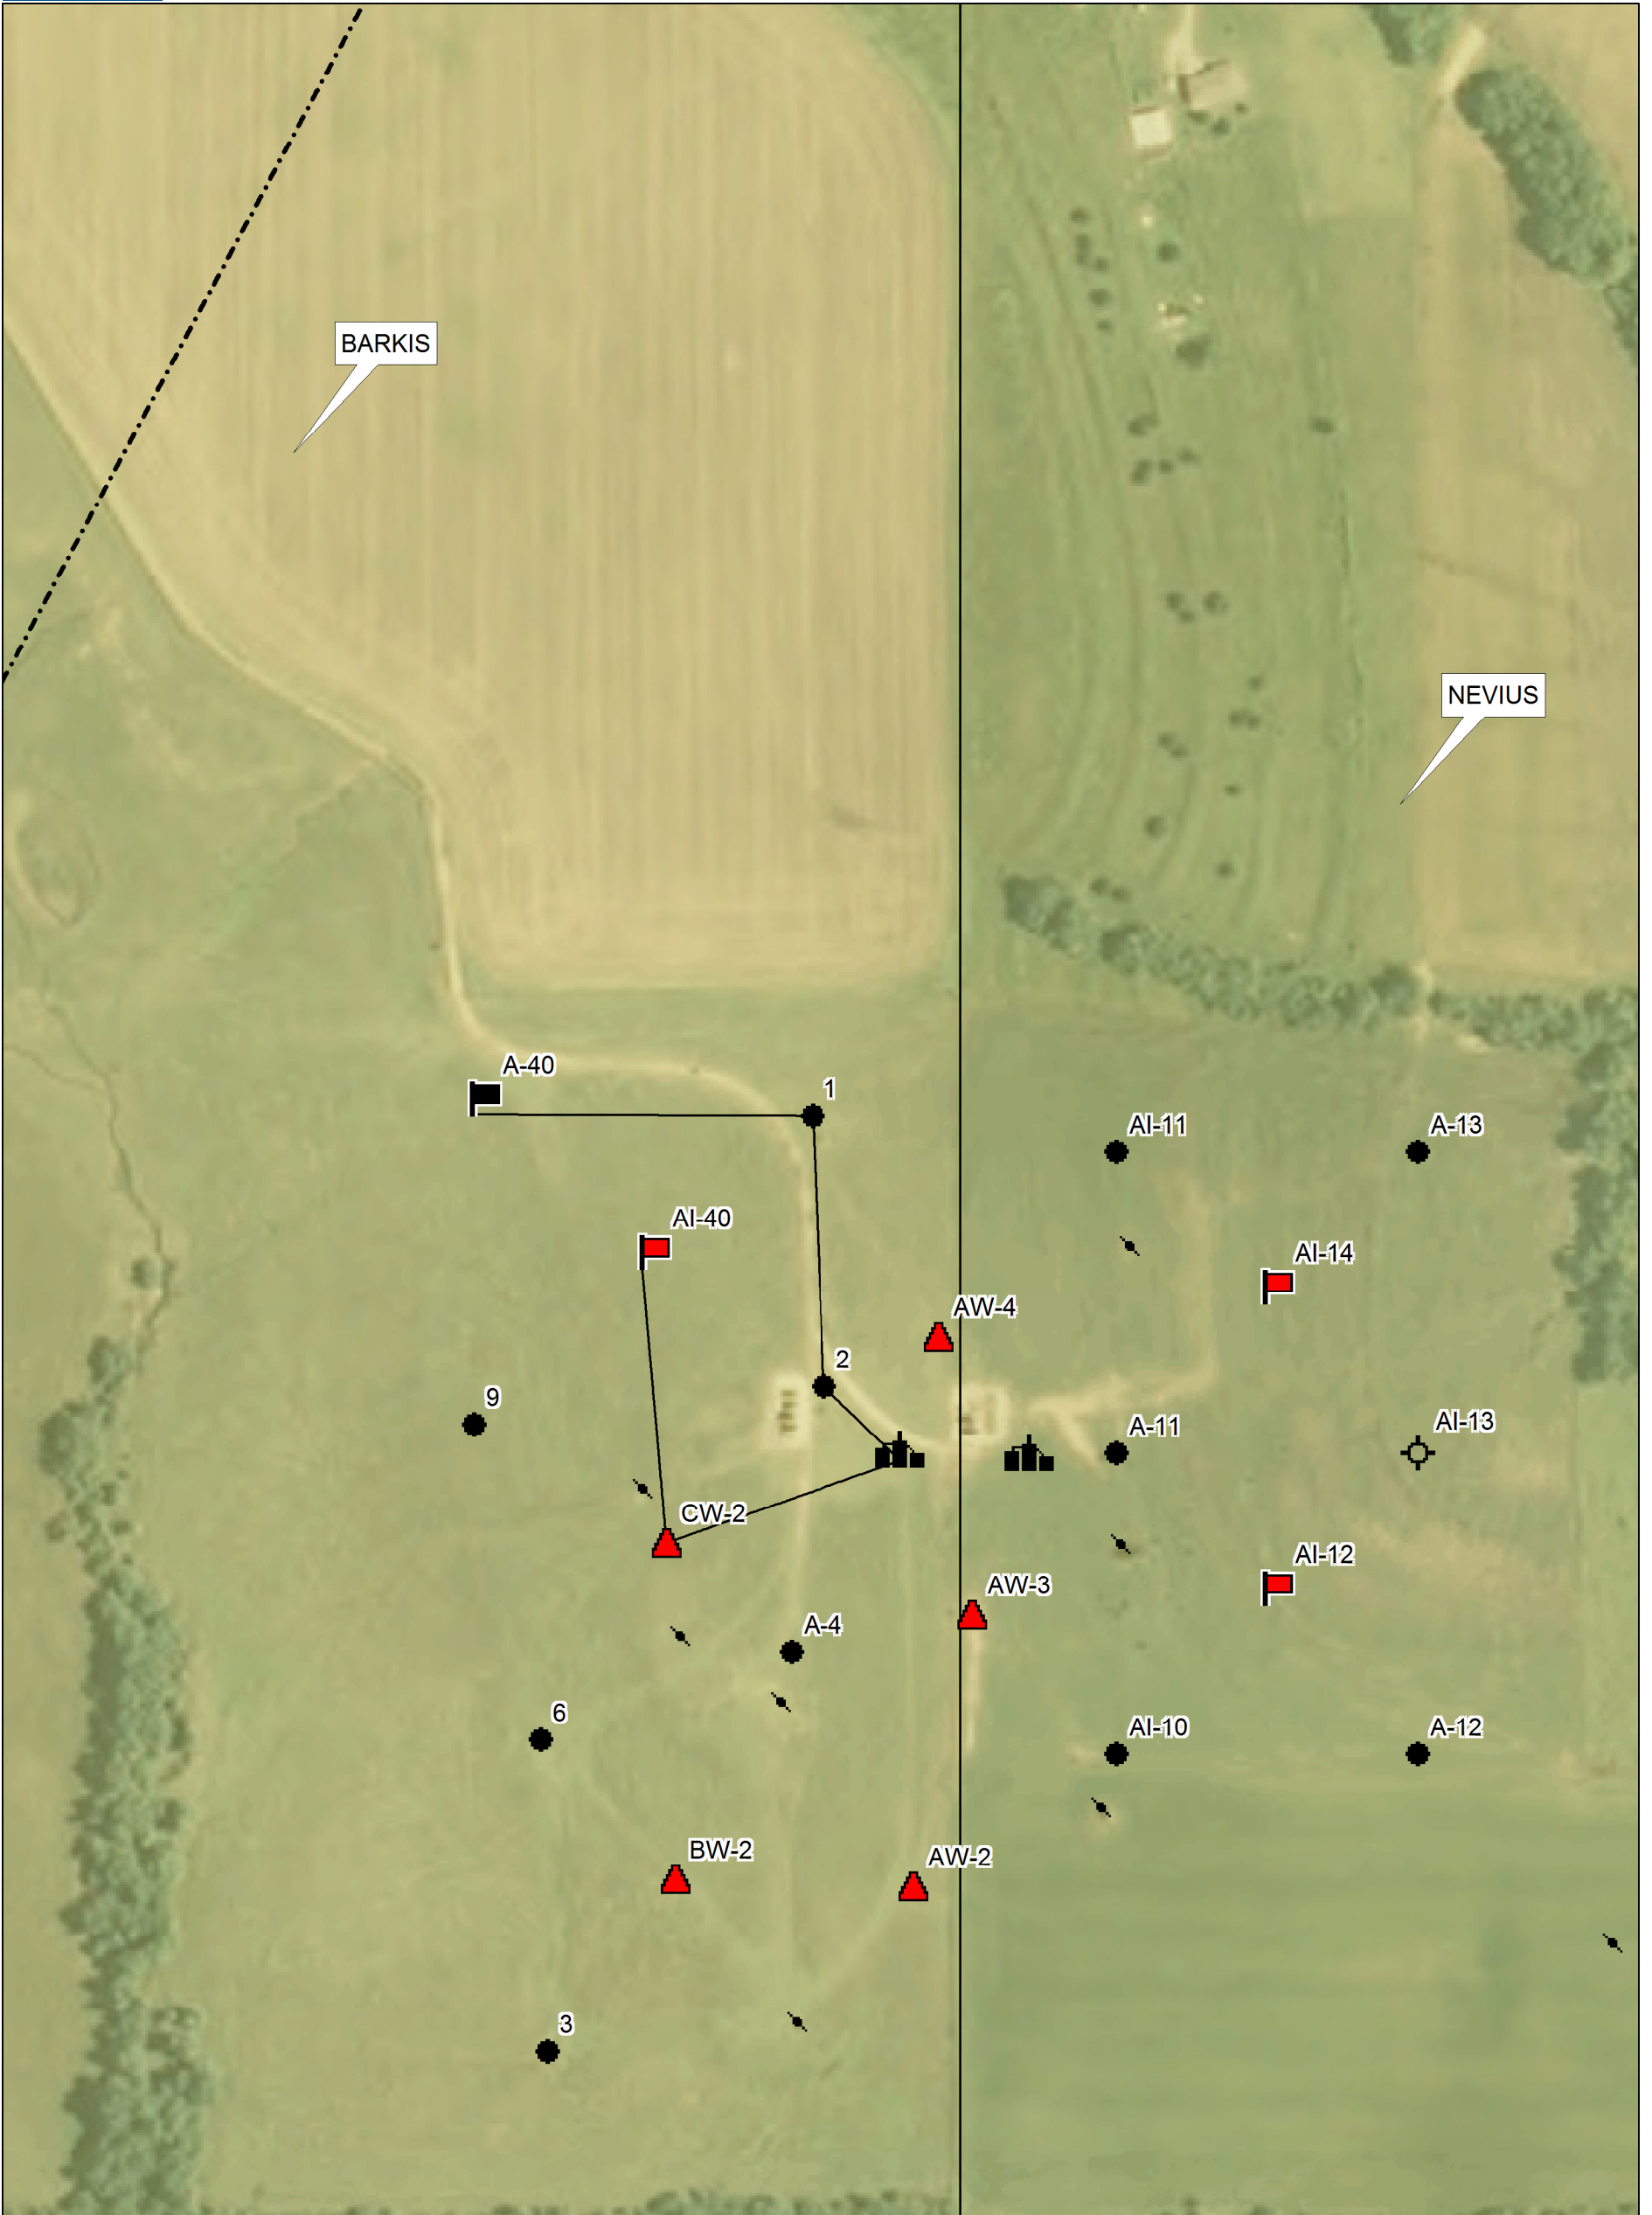 BARKIS
NEVIUS
A-40
1
AI-11
A-13
AI-40
AI-14
AW-4
2
9
A-11
AI-13
CW-2
AI-12
AW-3
A-4
6
AI-10
A-12
BW-2
AW-2
3